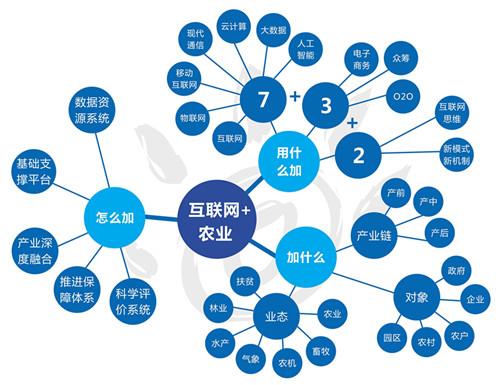 互联网+
农业
怎么加
数据资
源系统
基础支
撑平台
产业深
度融合
推进保
障体系
科学评
价系统
用什
么加
7
+
3
+
2
互联网
物联网
移动
互联网
现代
通信
云计算
大数据
人工
智能
电子
商务
众筹
O2O
互联网
思维
新模式
新机制
加什么
产业链
产前
产中
产后
对象
政府
企业
农户
农村
园区
业态
扶贫
林业
水产
气象
农机
畜牧
农业